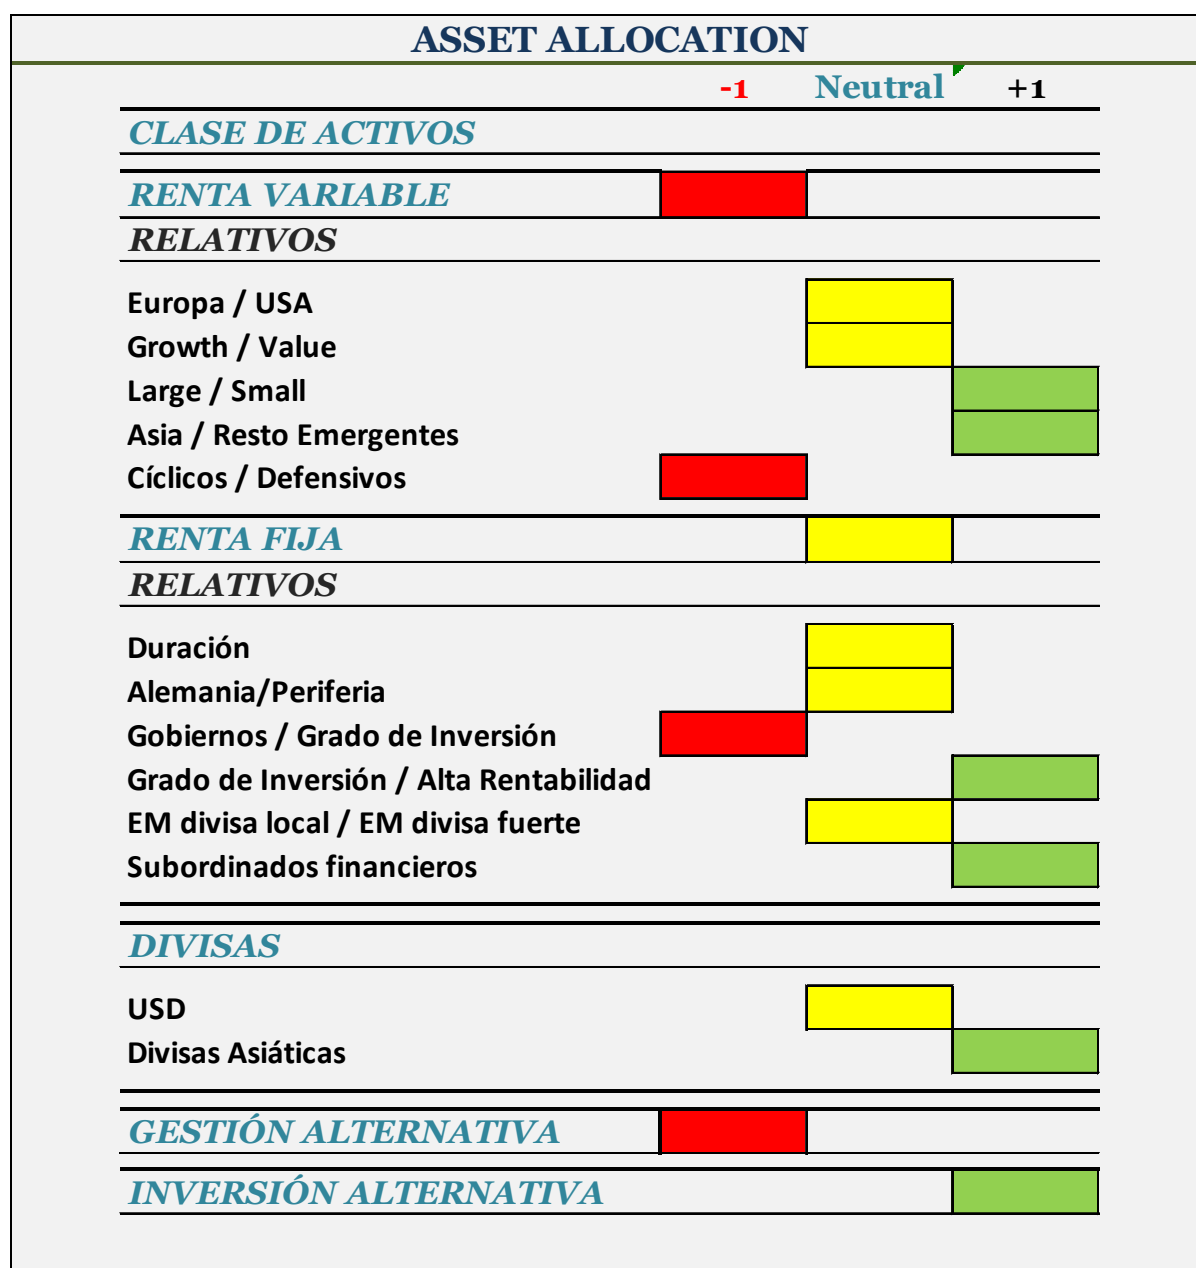 ASSET ALLOCATION
-1 Neutral +1
CLASE DE ACTIVOS
RENTA VARIABLE
RELATIVOS
Europa / USA
Growth / Value
Large / Small
Asia / Resto Emergentes
Cíclicos / Defensivos
RENTA FIJA
RELATIVOS
Duración
Alemania/Periferia
Gobiernos / Grado de Inversión
Grado de Inversión / Alta Rentabilidad
EM divisa local / EM divisa fuerte
Subordinados financieros
DIVISAS
USD
Divisas Asiáticas
GESTIÓN ALTERNATIVA
INVERSIÓN ALTERNATIVA